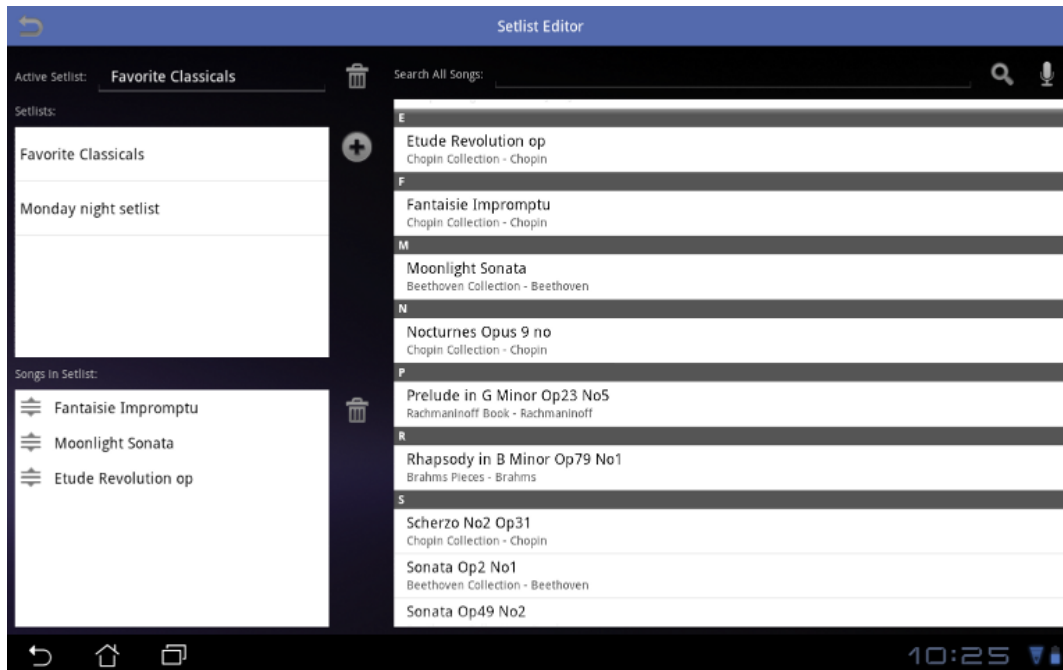 Setlist Editor
Active Setlist: Favorite Classicals
Setlists:
Favorite Classicals
Monday night setlist
Songs in Setlist:
Fantaisie Impromptu
Moonlight Sonata
Etude Revolution op
Search All Songs:
E
Etude Revolution op
Chopin Collection - Chopin
F
Fantaisie Impromptu
Chopin Collection - Chopin
M
Moonlight Sonata
Beethoven Collection - Beethoven
N
Nocturnes Opus 9 no
Chopin Collection - Chopin
P
Prelude in G Minor Op23 No5
Rachmaninoff Book - Rachmaninoff
R
Rhapsody in B Minor Op79 No1
Brahms Pieces - Brahms
S
Scherzo No2 Op31
Chopin Collection - Chopin
Sonata Op2 No1
Beethoven Collection - Beethoven
Sonata Op49 No2
10:25